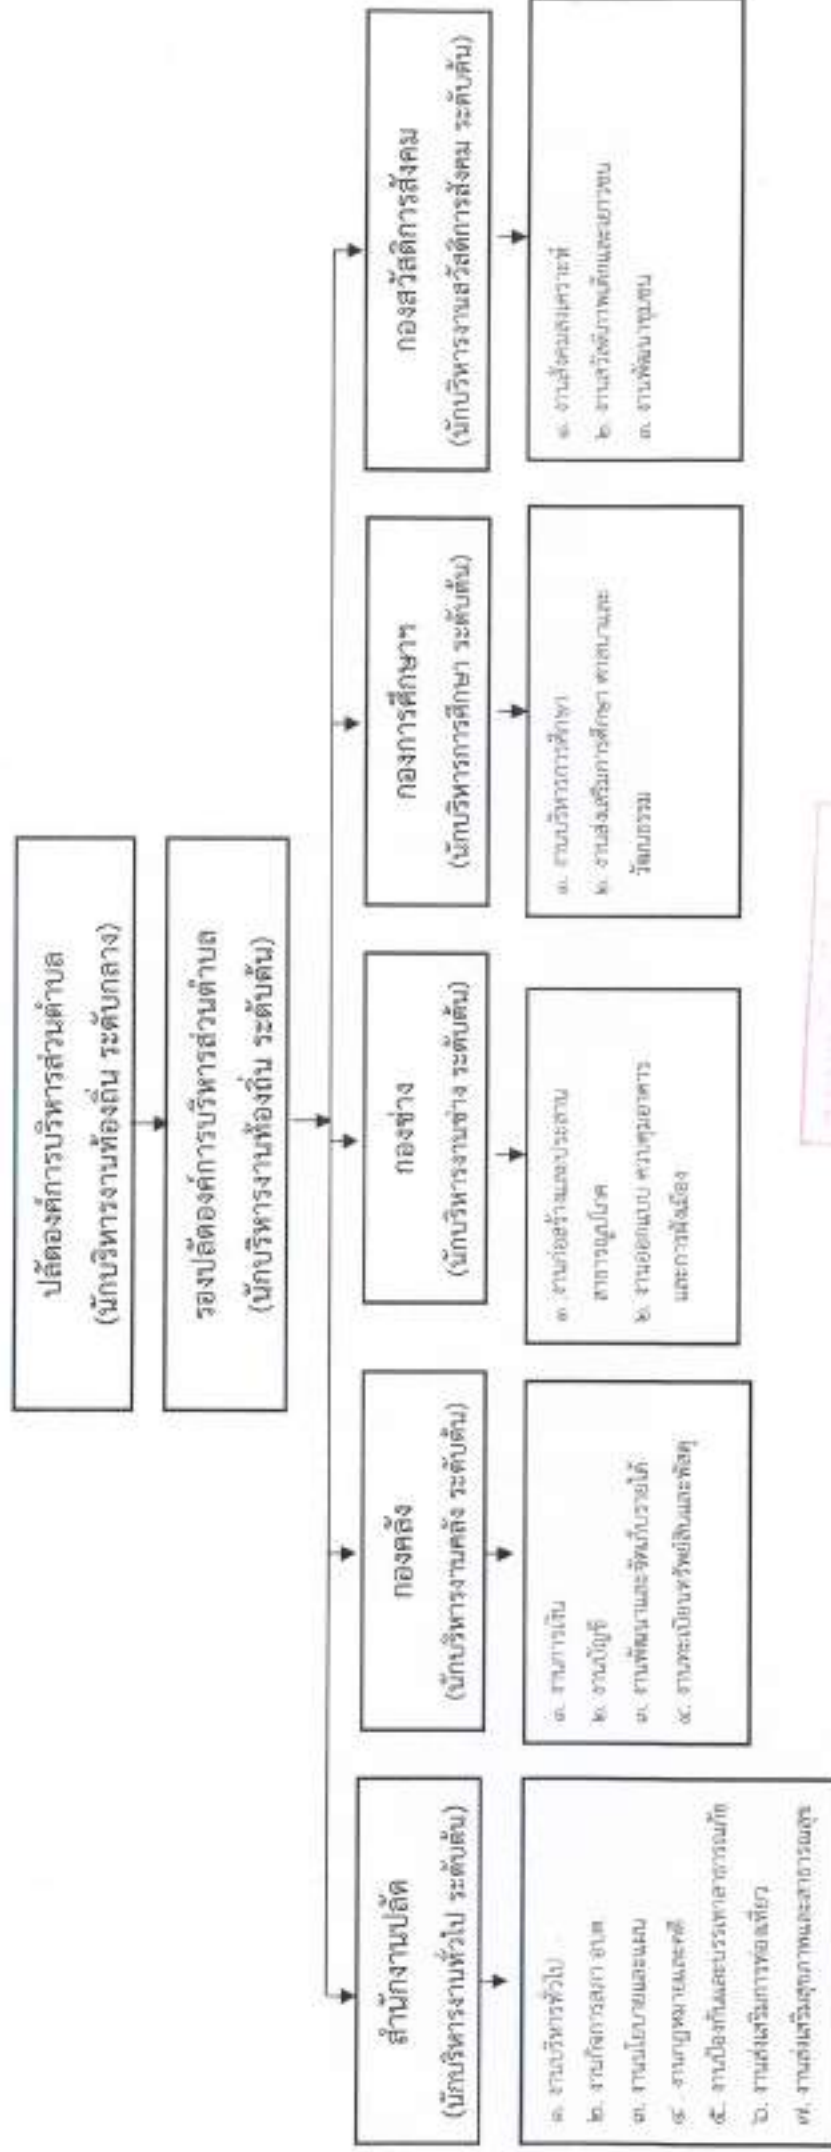 ปลัดองค์การบริหารส่วนตำบล
(นักบริหารงานท้องถิ่น ระดับกลาง)
รองปลัดองค์การบริหารส่วนตำบล
(นักบริหารงานท้องถิ่น ระดับต้น)
สำนักงานปลัด
(นักบริหารงานทั่วไป ระดับต้น)
๑. งานบริหารทั่วไป
๒. งานกิจการสภา อบต
๓. งานนโยบายและแผน
๔. งานกฎหมายและคดี
๕. งานป้องกันและบรรเทาสาธารณภัย
๖. งานส่งเสริมการท่องเที่ยว
๗. งานส่งเสริมสุขภาพและสาธารณสุข
กองคลัง
(นักบริหารงานคลัง ระดับต้น)
๑. งานการเงิน
๒. งานบัญชี
๓. งานพัฒนาและจัดเก็บรายได้
๔. งานทะเบียนทรัพย์สินและพัสดุ
กองช่าง
(นักบริหารงานช่าง ระดับต้น)
๑. งานก่อสร้างและประสาน
สาธารณูปโภค
๒. งานออกแบบ ควบคุมอาคาร
และการผังเมือง
กองการศึกษาฯ
(นักบริหารการศึกษา ระดับต้น)
๑. งานบริหารการศึกษา
๒. งานส่งเสริมการศึกษา ศาสนาและ
วัฒนธรรม
กองสวัสดิการสังคม
(นักบริหารงานสวัสดิการสังคม ระดับต้น)
๑. งานสังคมสงเคราะห์
๒. งานสวัสดิภาพเด็กและเยาวชน
๓. งานพัฒนาชุมชน